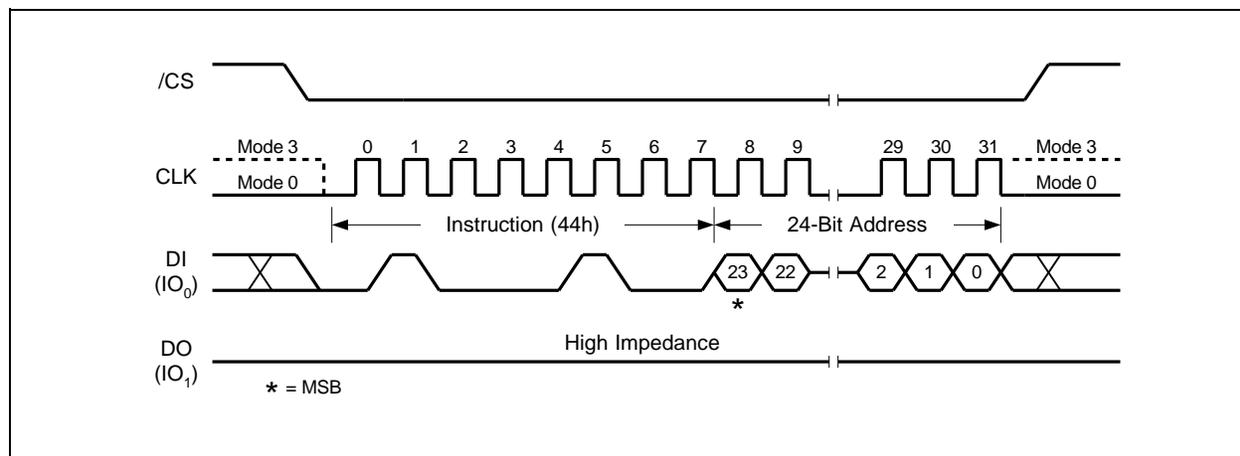 /CS
Mode 3 0 1 2 3 4 5 6 7 8 9 29 30 31 Mode 3
CLK
Mode 0 Mode 0
Instruction (44h) 24-Bit Address
DI
(IO₀)
23 22 2 1 0
*
High Impedance
DO
(IO₁)
* = MSB